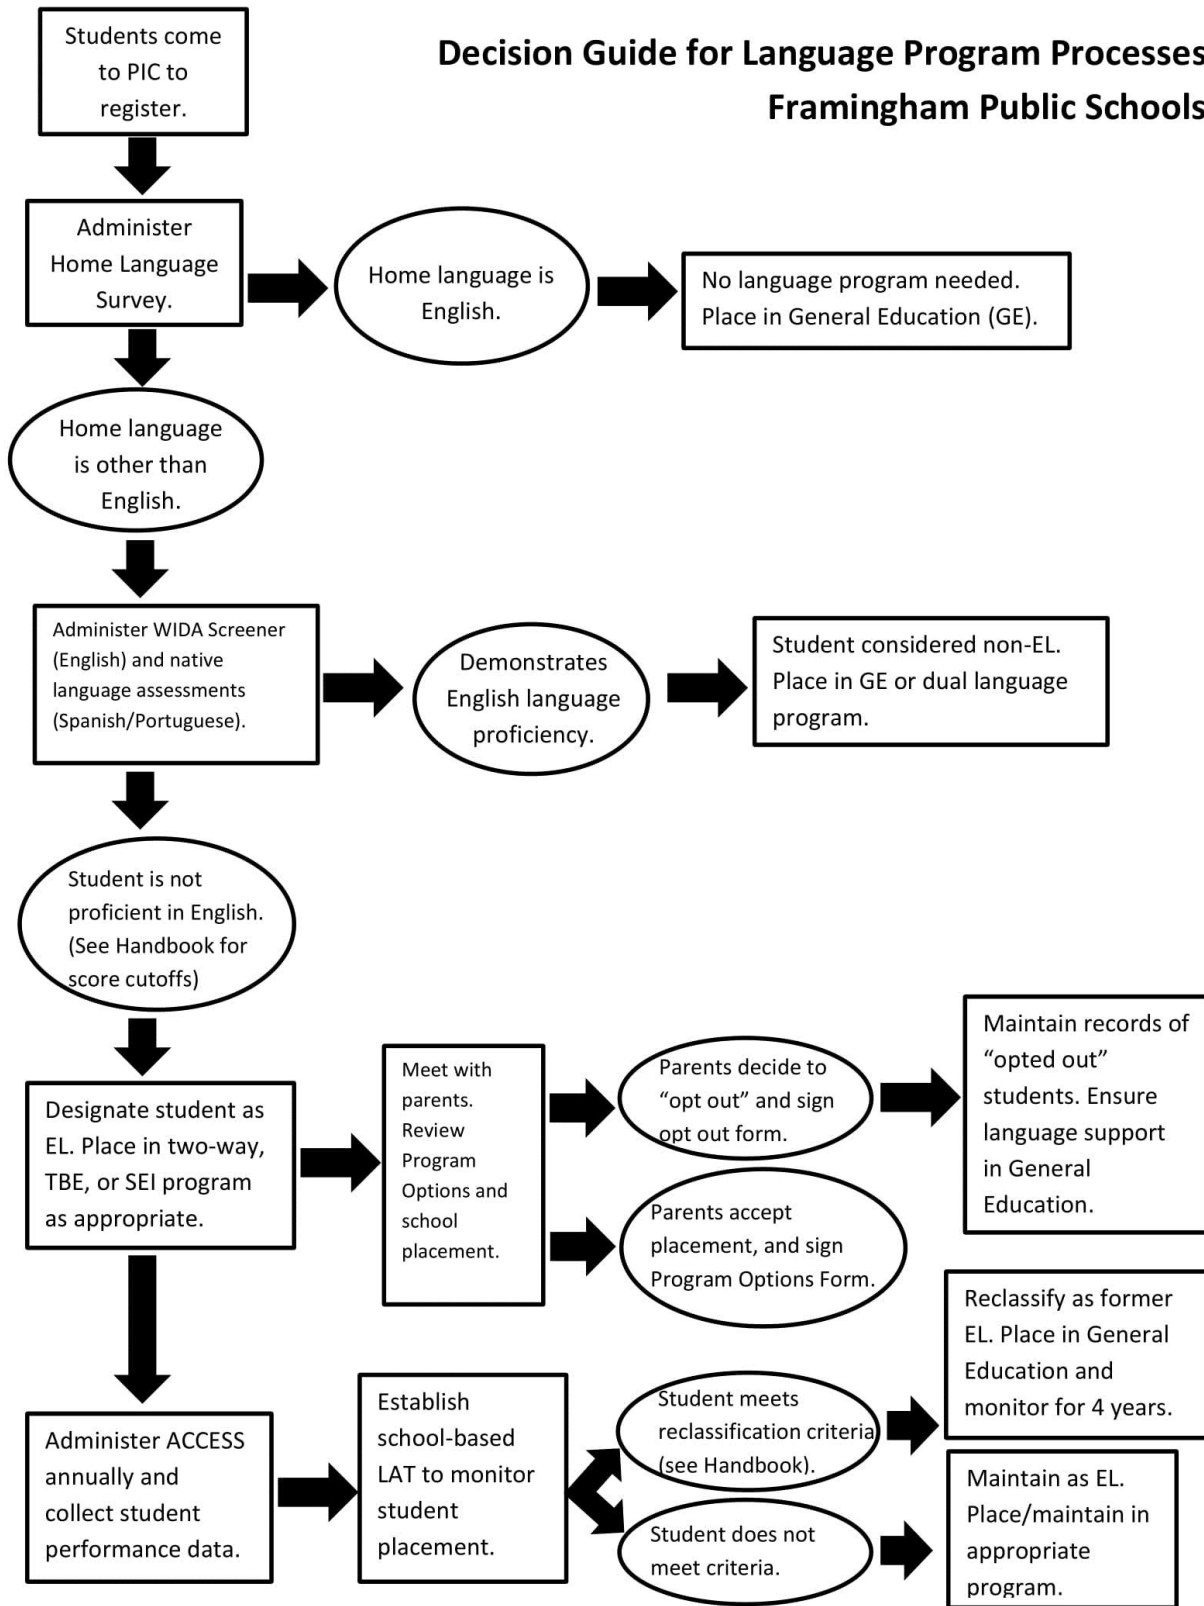 Decision Guide for Language Program Processes
Framingham Public Schools
Students come
to PIC to
register.
Administer
Home Language
Survey.
Home language is
English.
No language program needed.
Place in General Education (GE).
Home language
is other than
English.
Administer WIDA Screener
(English) and native
language assessments
(Spanish/Portuguese).
Demonstrates
English language
proficiency.
Student considered non-EL.
Place in GE or dual language
program.
Student is not
proficient in English.
(See Handbook for
score cutoffs)
Designate student as
EL. Place in two-way,
TBE, or SEI program
as appropriate.
Meet with
parents.
Review
Program
Options and
school
placement.
Parents decide to
“opt out” and sign
opt out form.
Maintain records of
“opted out”
students. Ensure
language support
in General
Education.
Parents accept
placement, and sign
Program Options Form.
Administer ACCESS
annually and
collect student
performance data.
Establish
school-based
LAT to monitor
student
placement.
Student meets
reclassification criteria
(see Handbook).
Reclassify as former
EL. Place in General
Education and
monitor for 4 years.
Student does not
meet criteria.
Maintain as EL.
Place/maintain in
appropriate
program.